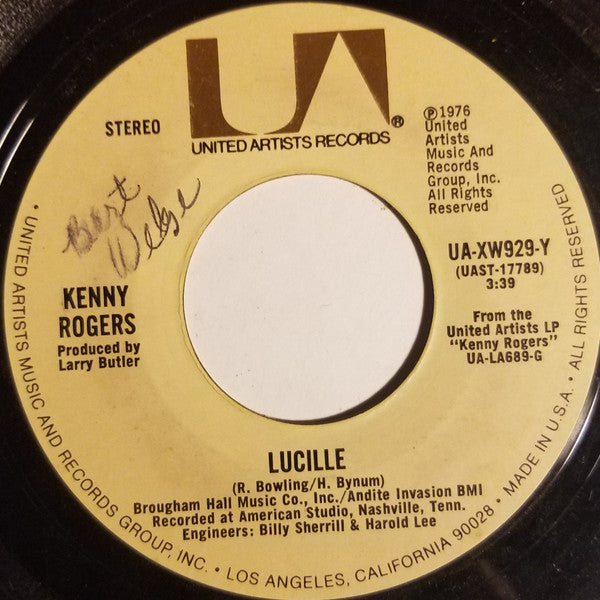 UA®
UNITED ARTISTS RECORDS
STEREO
℗1976
United
Artists
Music And
Records
Group, Inc.
All Rights
Reserved
Bert
KENNY
ROGERS
Produced by
Larry Butler
UA-XW929-Y
(UAST-17789)
3:39
From the
United Artists LP
"Kenny Rogers"
UA-LA689-G
LUCILLE
(R. Bowling/H. Bynum)
Brougham Hall Music Co., Inc./Andite Invasion BMI
Recorded at American Studio, Nashville, Tenn.
Engineers: Billy Sherrill & Harold Lee
• UNITED ARTISTS MUSIC AND RECORDS GROUP, INC. • LOS ANGELES, CALIFORNIA 90028 • MADE IN U.S.A. • ALL RIGHTS RESERVED